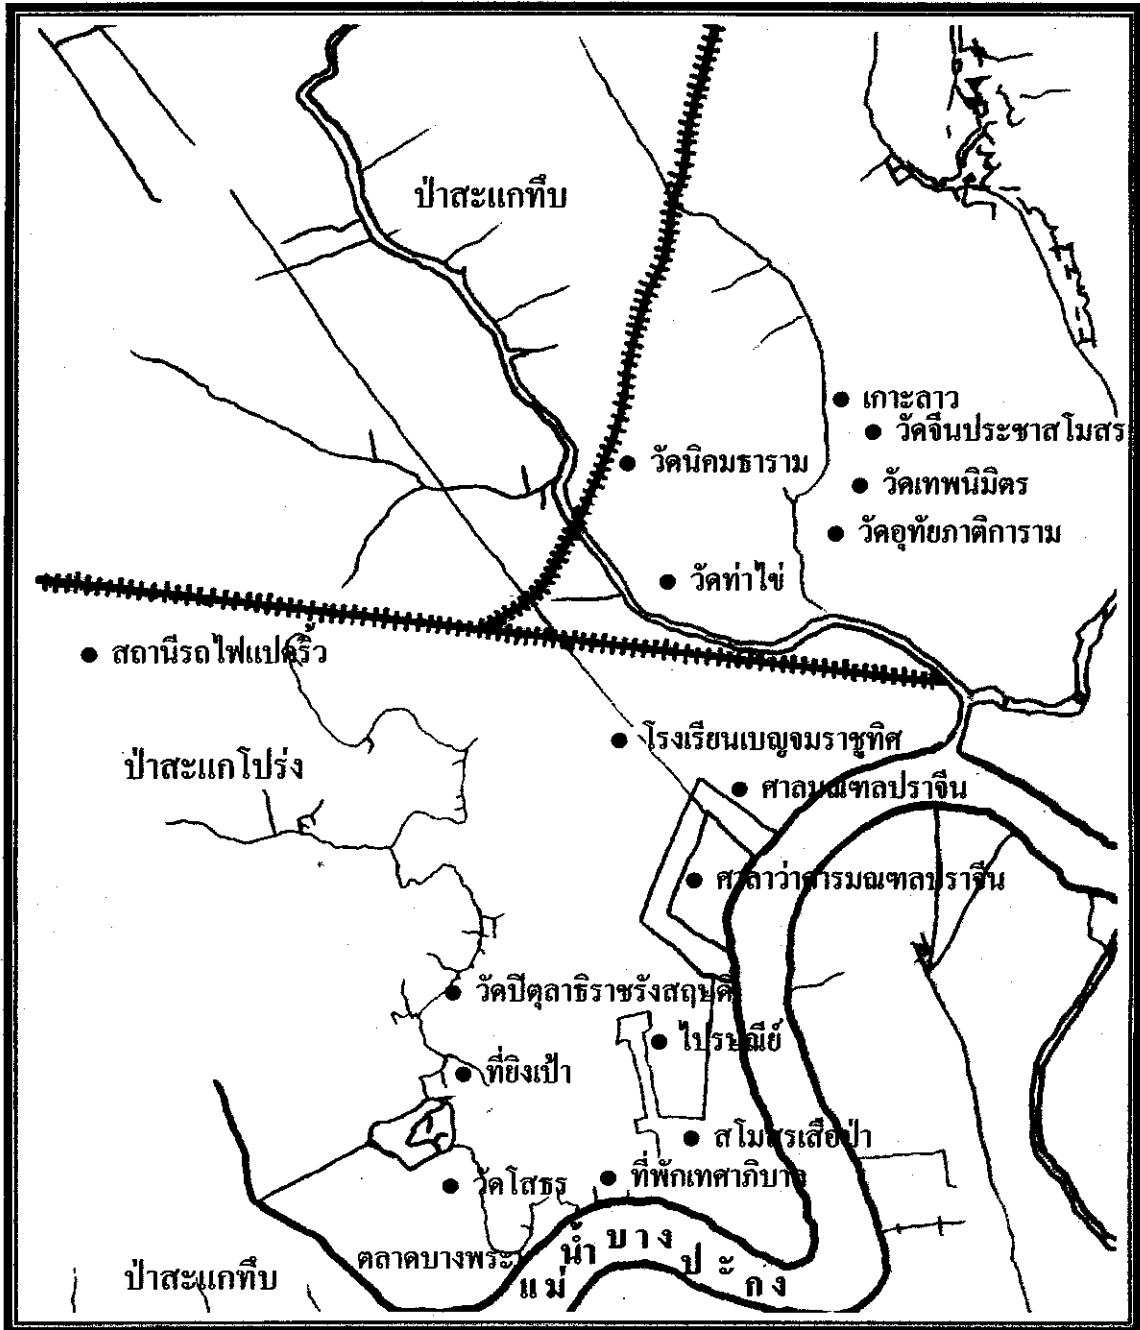 ป่าสะแกทึบ
เกาะลาว
วัดจีนประชาสโมสร
วัดนิคมธาราม
วัดเทพนิมิตร
วัดอุทัยภาติการาม
วัดท่าไข่
สถานีรถไฟแปดริ้ว
โรงเรียนเบญจมราชูทิศ
ป่าสะแกโปร่ง
ศาลมณฑลปราจีน
ศาลาว่าการมณฑลปราจีน
วัดปีตุลาธิราชรังสฤษดิ์
ไปรษณีย์
ที่ยิงเป้า
สโมสรเสือป่า
ที่พักเทศาภิบาล
วัดโสธร
ตลาดบางพระ
แม่น้ำบางปะกง
ป่าสะแกทึบ